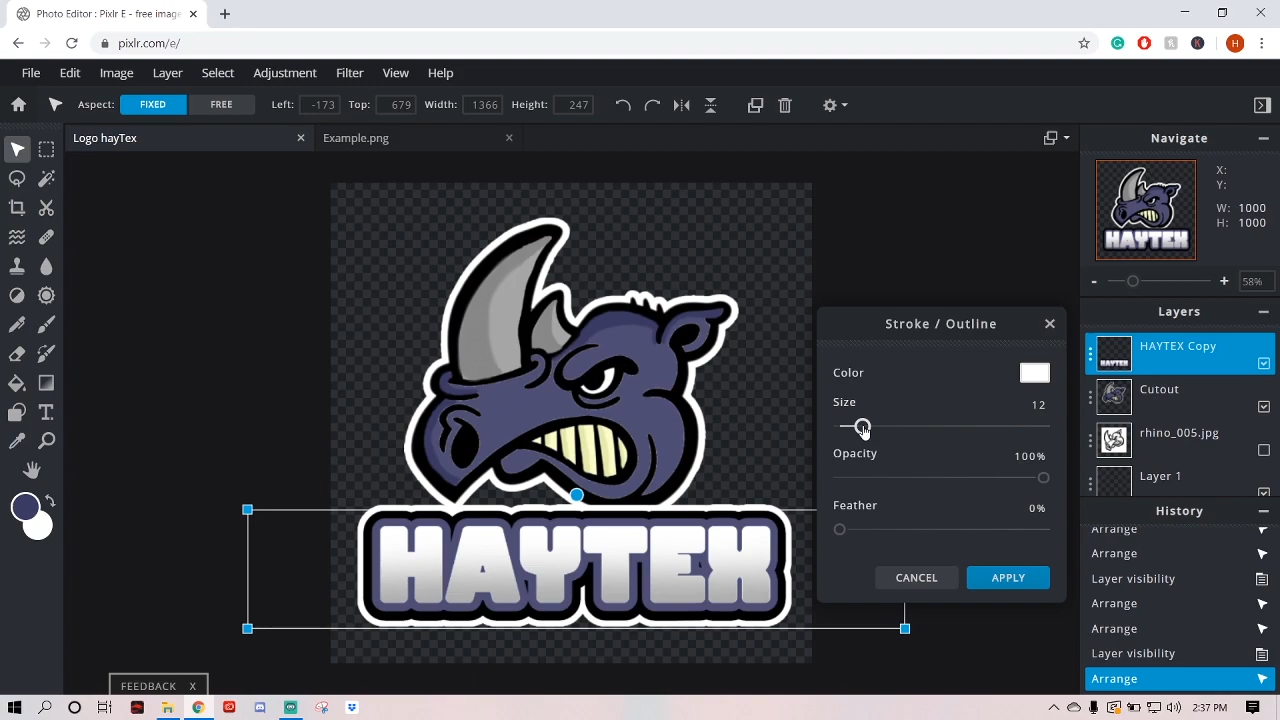 Photo Editor : Pixlr E - free imag
pixlr.com/e/
H
File Edit Image Layer Select Adjustment Filter View Help
Aspect: FIXED FREE Left: -173 Top: 679 Width: 1366 Height: 247
Logo hayTex Example.png
Navigate
X:
Y:
W: 1000
H: 1000
HAYTEX
- + 58%
Layers
HAYTEX Copy
Cutout
rhino_005.jpg
Layer 1
Stroke / Outline
Color
Size 12
Opacity 100%
Feather 0%
CANCEL APPLY
HAYTEX
History
Arrange
Arrange
Layer visibility
Arrange
Arrange
Layer visibility
Arrange
FEEDBACK X
2:37 PM